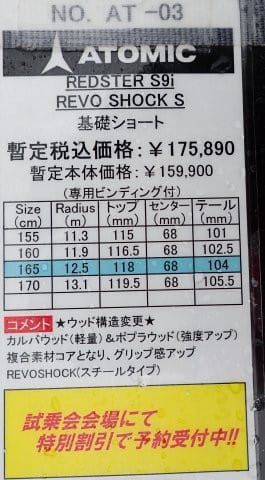 NO. AT -03
ATOMIC
REDSTER S9i
REVO SHOCK S
基礎ショート
暫定税込価格：￥175,890
暫定本体価格：￥159,900
（専用ビンディング付）
Size (cm) Radius (m) トップ (mm) センター (mm) テール (mm)
155 11.3 115 68 101
160 11.9 116.5 68 102.5
165 12.5 118 68 104
170 13.1 119.5 68 105.5
コメント ★ウッド構造変更★
カルバウッド（軽量）＆ポプラウッド（強度アップ）
複合素材コアとなり、グリップ感アップ
REVOSHOCK(スチールタイプ)
試乗会会場にて
特別割引で予約受付中!!